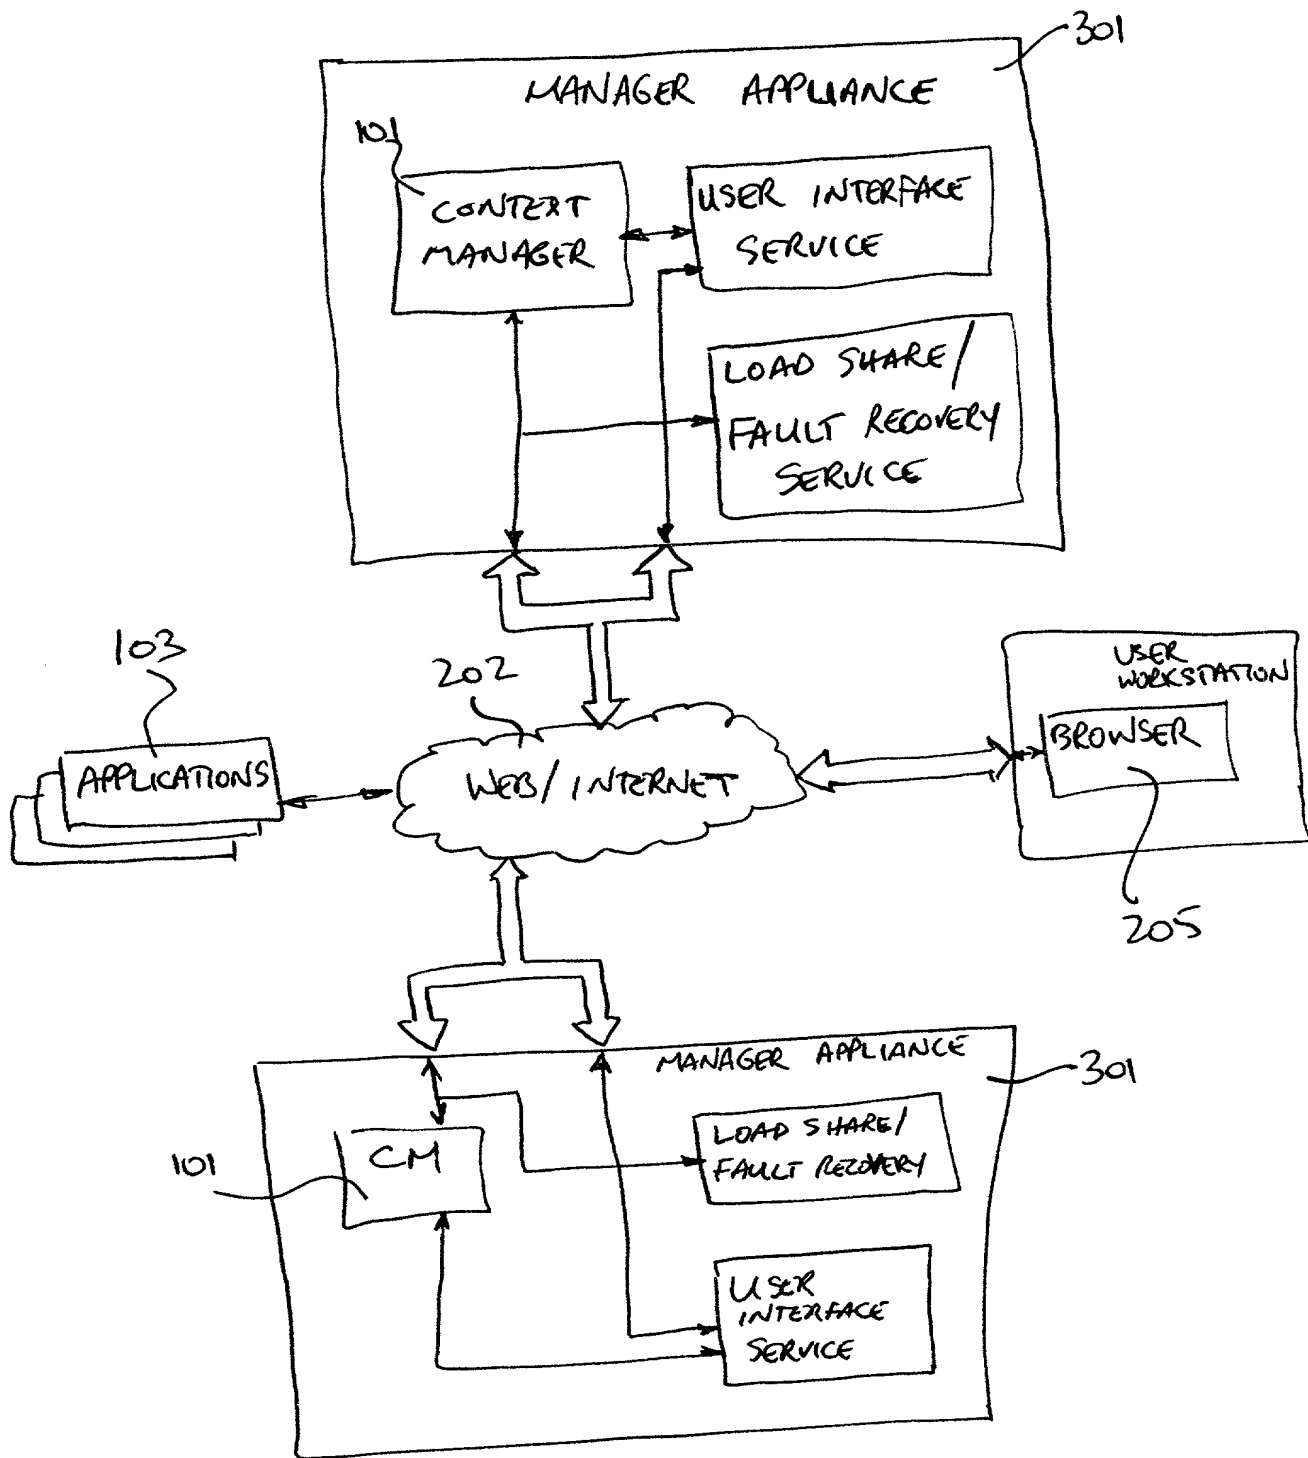 301
MANAGER APPLIANCE
101
CONTEXT
MANAGER
USER INTERFACE
SERVICE
LOAD SHARE/
FAULT RECOVERY
SERVICE
103
202
USER
WORKSTATION
APPLICATIONS
WEB/INTERNET
BROWSER
205
MANAGER APPLIANCE
301
LOAD SHARE/
FAULT RECOVERY
101
CM
USER
INTERFACE
SERVICE